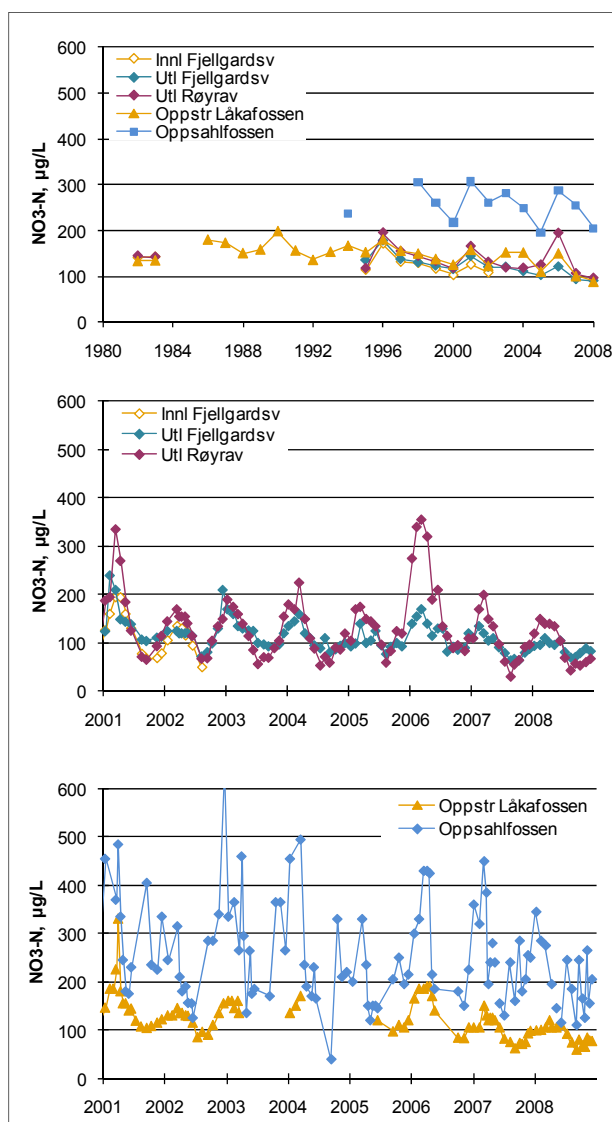 600
500
400
300
200
100
0
NO3-N, µg/L
Innl Fjellgardsv
Utl Fjellgardsv
Utl Røyrav
Oppstr Låkafossen
Oppsahlfossen
1980 1984 1988 1992 1996 2000 2004 2008
600
500
400
300
200
100
0
NO3-N, µg/L
Innl Fjellgardsv
Utl Fjellgardsv
Utl Røyrav
2001 2002 2003 2004 2005 2006 2007 2008
600
500
400
300
200
100
0
NO3-N, µg/L
Oppstr Låkafossen
Oppsahlfossen
2001 2002 2003 2004 2005 2006 2007 2008